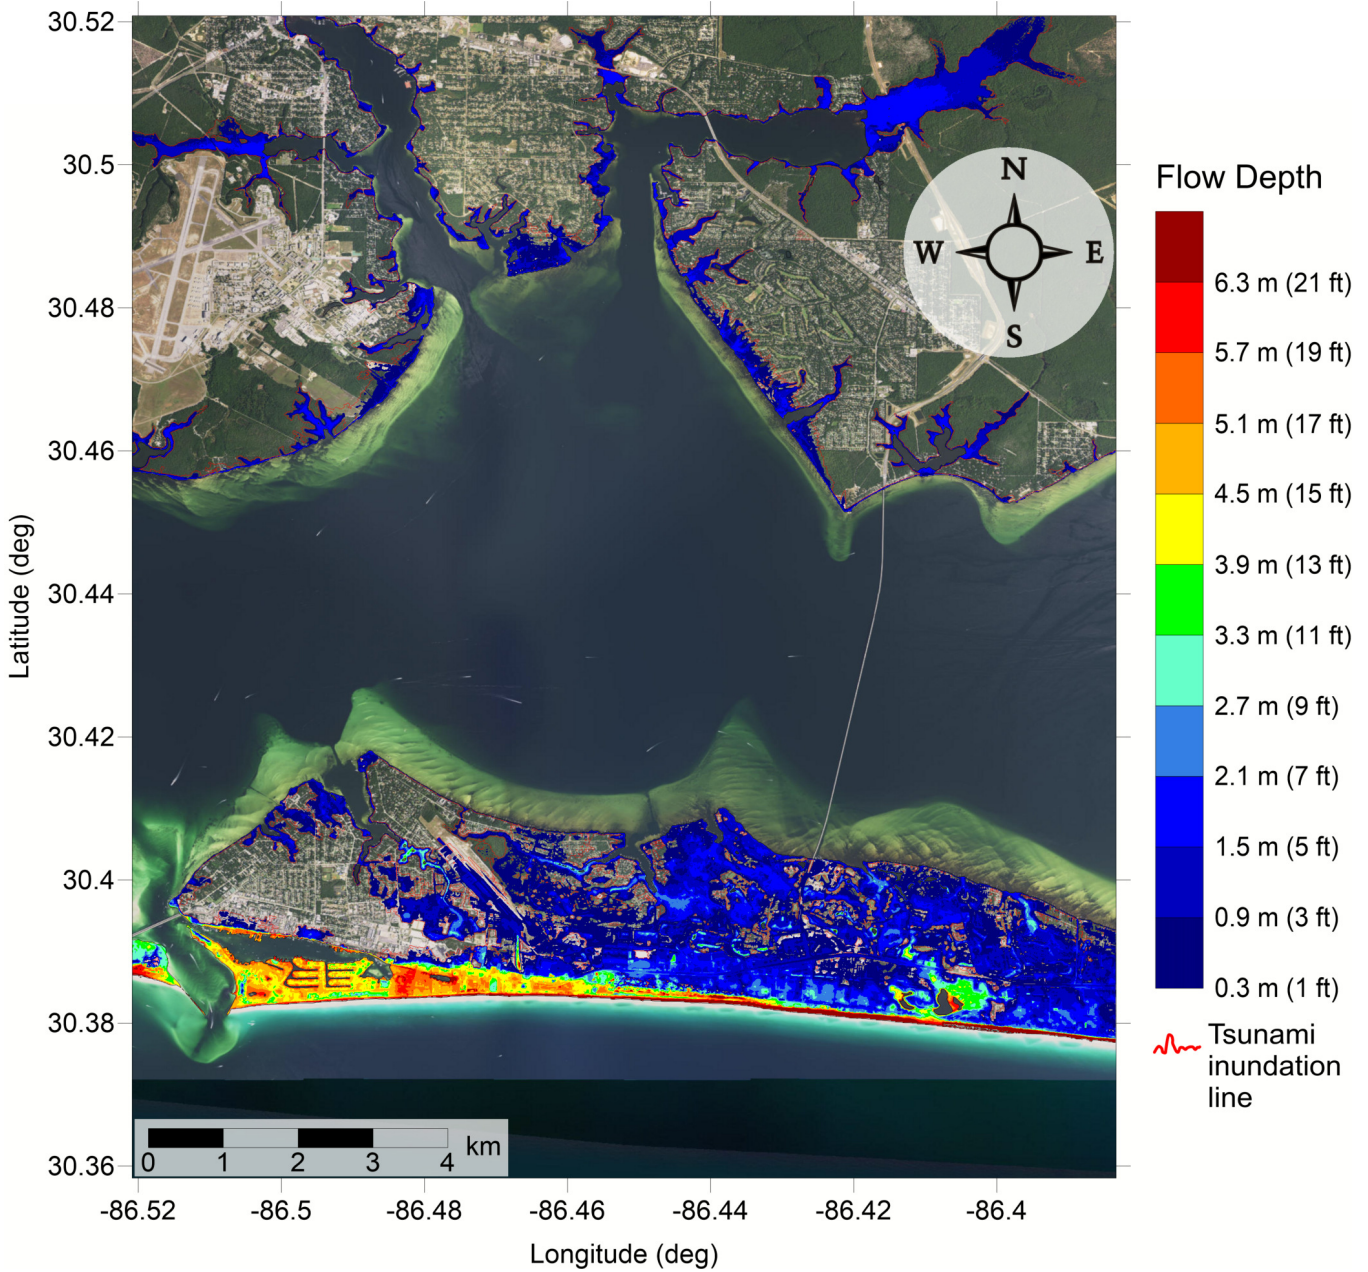 30.52
30.5
30.48
30.46
30.44
30.42
30.4
30.38
30.36
Latitude (deg)
N
W
E
S
0 1 2 3 4 km
-86.52 -86.5 -86.48 -86.46 -86.44 -86.42 -86.4
Longitude (deg)
Flow Depth
6.3 m (21 ft)
5.7 m (19 ft)
5.1 m (17 ft)
4.5 m (15 ft)
3.9 m (13 ft)
3.3 m (11 ft)
2.7 m (9 ft)
2.1 m (7 ft)
1.5 m (5 ft)
0.9 m (3 ft)
0.3 m (1 ft)
Tsunami
inundation
line